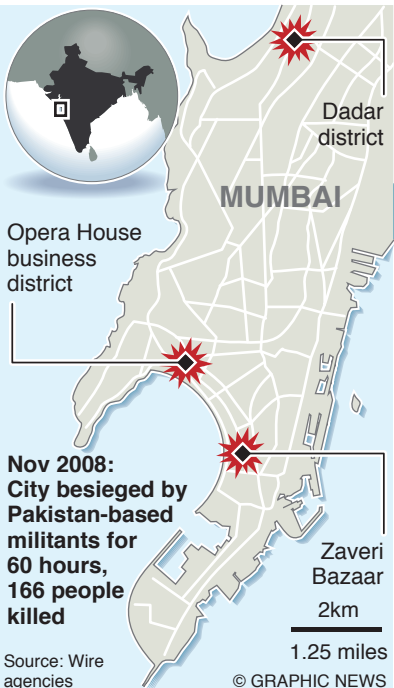 Dadar
district
MUMBAI
Opera House
business
district
Nov 2008:
City besieged by
Pakistan-based
militants for
60 hours,
166 people
killed
Zaveri
Bazaar
2km
1.25 miles
Source: Wire
agencies
© GRAPHIC NEWS